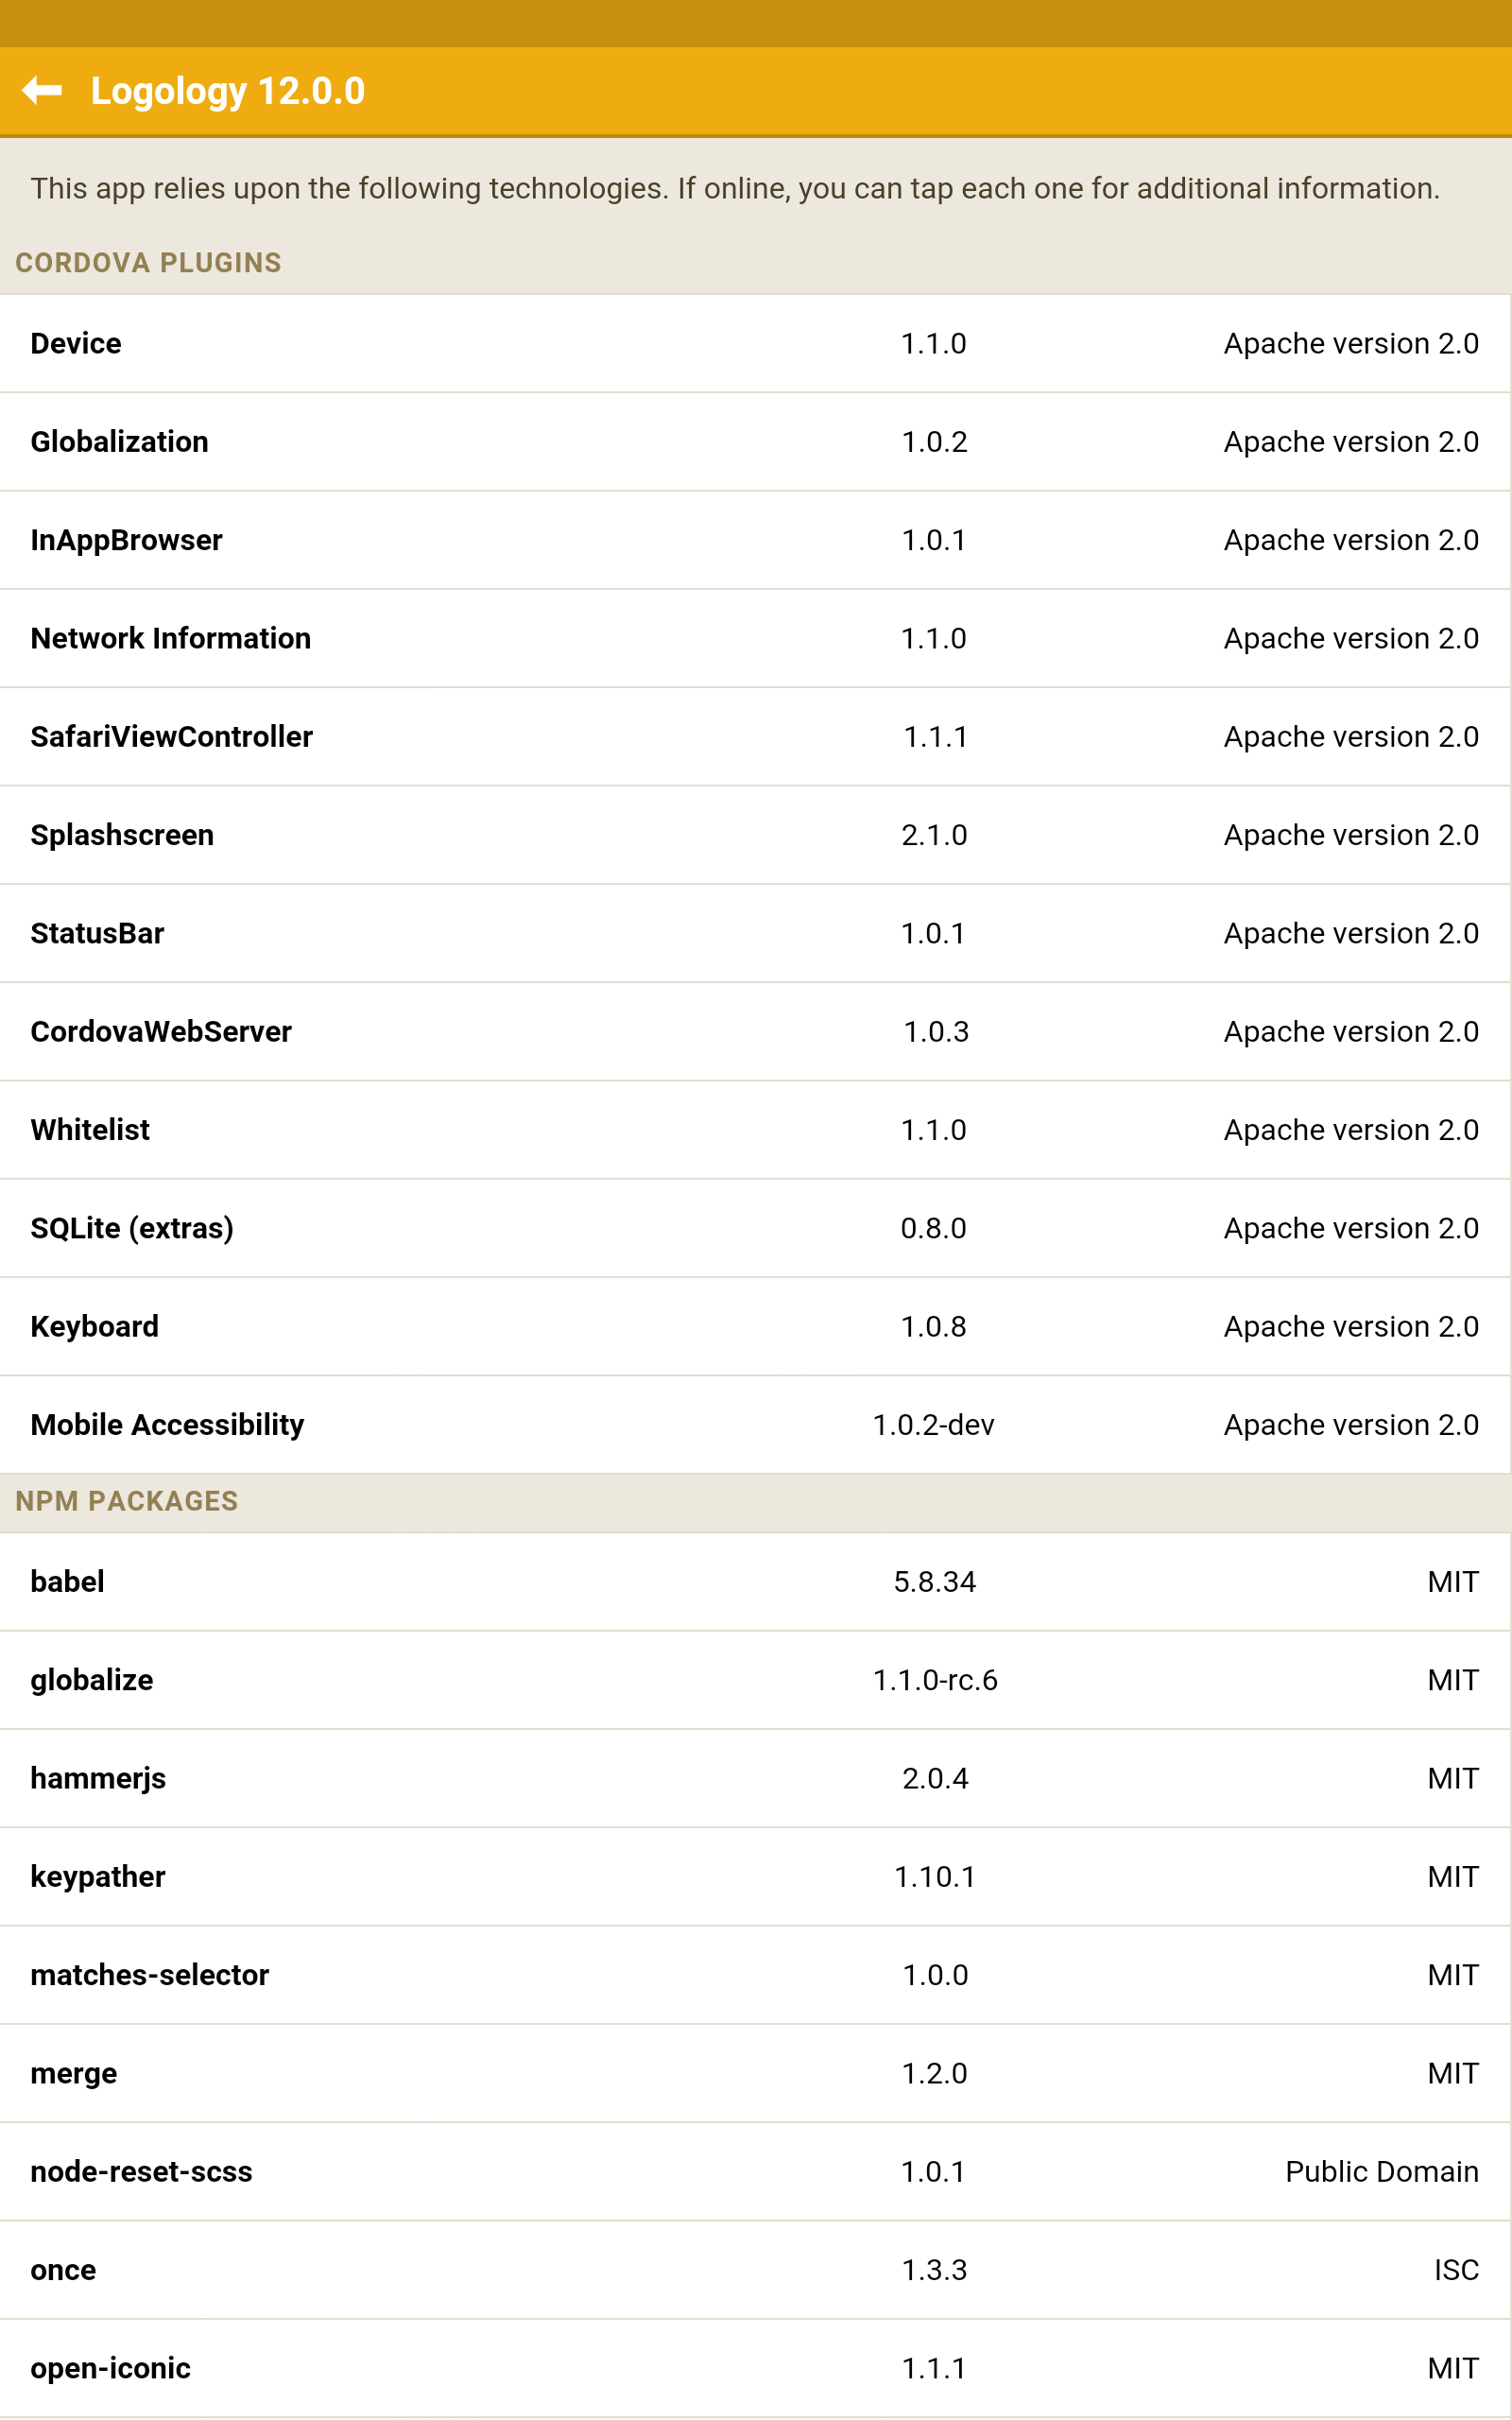 Logology 12.0.0
This app relies upon the following technologies. If online, you can tap each one for additional information.
CORDOVA PLUGINS
Device 1.1.0 Apache version 2.0
Globalization 1.0.2 Apache version 2.0
InAppBrowser 1.0.1 Apache version 2.0
Network Information 1.1.0 Apache version 2.0
SafariViewController 1.1.1 Apache version 2.0
Splashscreen 2.1.0 Apache version 2.0
StatusBar 1.0.1 Apache version 2.0
CordovaWebServer 1.0.3 Apache version 2.0
Whitelist 1.1.0 Apache version 2.0
SQLite (extras) 0.8.0 Apache version 2.0
Keyboard 1.0.8 Apache version 2.0
Mobile Accessibility 1.0.2-dev Apache version 2.0
NPM PACKAGES
babel 5.8.34 MIT
globalize 1.1.0-rc.6 MIT
hammerjs 2.0.4 MIT
keypather 1.10.1 MIT
matches-selector 1.0.0 MIT
merge 1.2.0 MIT
node-reset-scss 1.0.1 Public Domain
once 1.3.3 ISC
open-iconic 1.1.1 MIT